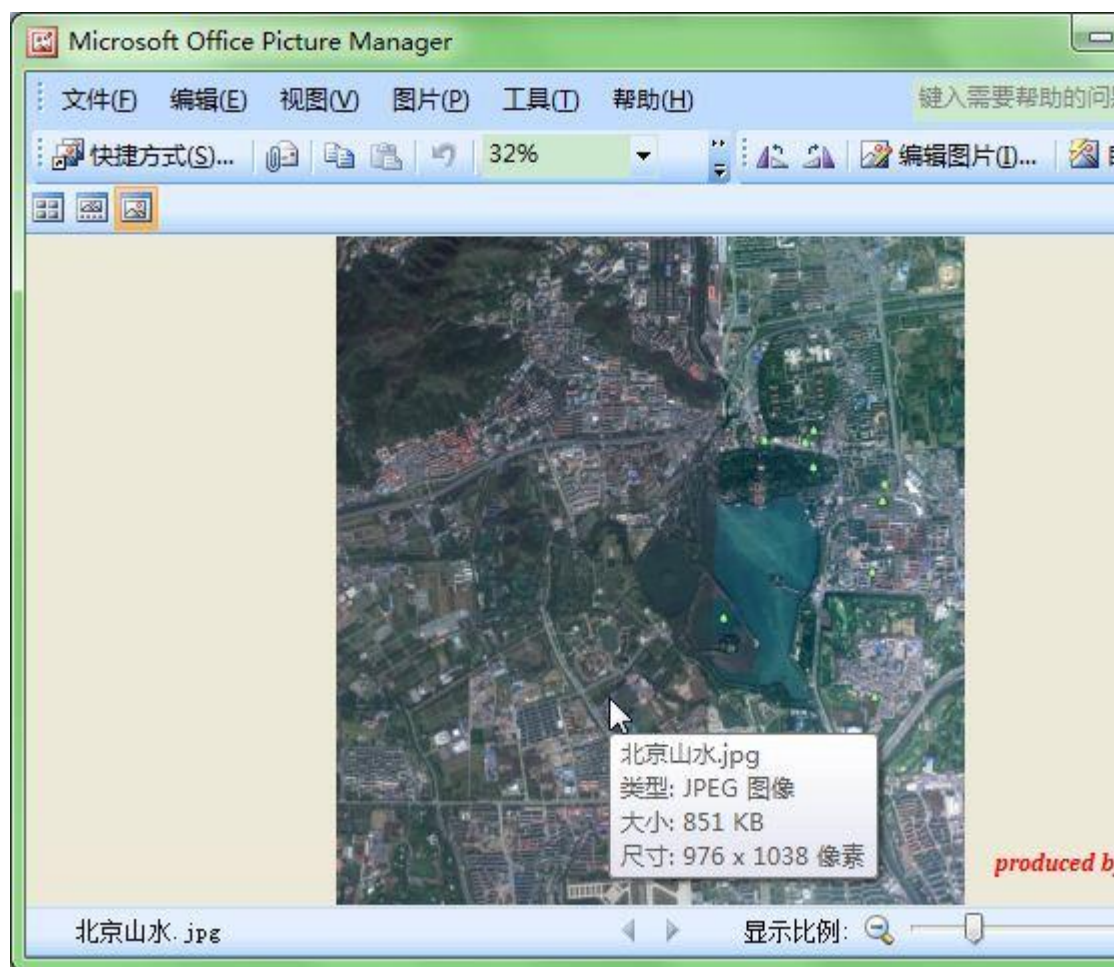 Microsoft Office Picture Manager
文件(F) 编辑(E) 视图(V) 图片(P) 工具(T) 帮助(H) 键入需要帮助的问
快捷方式(S)... 32% 编辑图片(I)...
北京山水.jpg
类型: JPEG 图像
大小: 851 KB
尺寸: 976 x 1038 像素
produced
北京山水.jpg 显示比例: